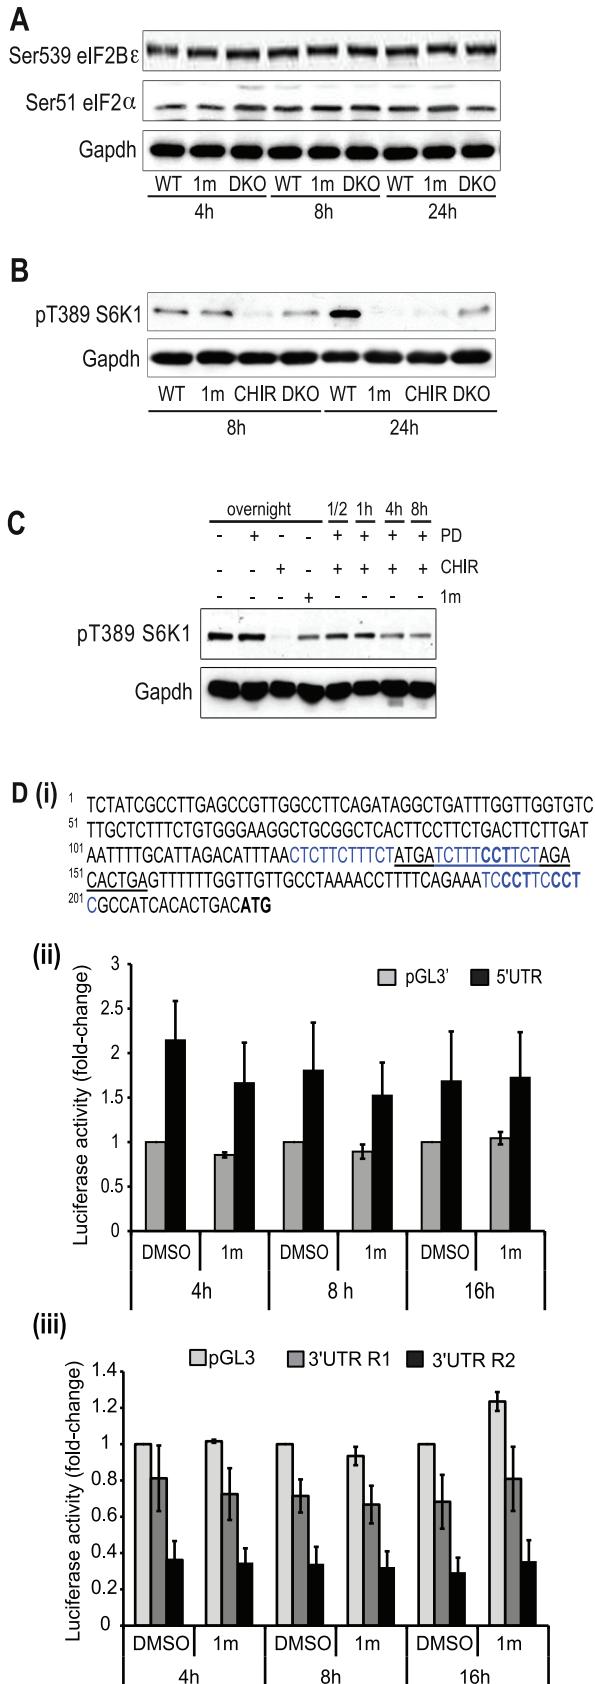 A
Ser539 eIF2Bε
Ser51 eIF2α
Gapdh
WT 1m DKO WT 1m DKO WT 1m DKO
4h 8h 24h
B
pT389 S6K1
Gapdh
WT 1m CHIR DKO WT 1m CHIR DKO
8h 24h
C
overnight 1/2 1h 4h 8h
- + - - + + + + PD
- - + - + + + + CHIR
- - - + - - - - 1m
pT389 S6K1
Gapdh
D (i)
1 TCTATCGCCTTGAGCCGTTGGCCTTCAGATAGGCTGATTTGGTTGGTGTC
51 TTGCTCTTTCTGTGGGAAGGCTGCGGCTCACTTCCTTCTGACTTCTTGAT
101 AATTTTGCATTAGACATTTAACTCTTCTTTCTATGATCTTTCCTTTCTAGA
151 CACTGAGTTTTTTGGTTGTTGCCTAAAACCTTTTCAGAAATCCCTTCCCT
201 CGCCATCACACTGACATG
(ii)
Luciferase activity (fold-change)
3
2.5
2
1.5
1
0.5
0
pGL3' 5'UTR
DMSO 1m DMSO 1m DMSO 1m
4h 8 h 16h
(iii)
Luciferase activity (fold-change)
1.4
1.2
1
0.8
0.6
0.4
0.2
0
pGL3 3'UTR R1 3'UTR R2
DMSO 1m DMSO 1m DMSO 1m
4h 8h 16h